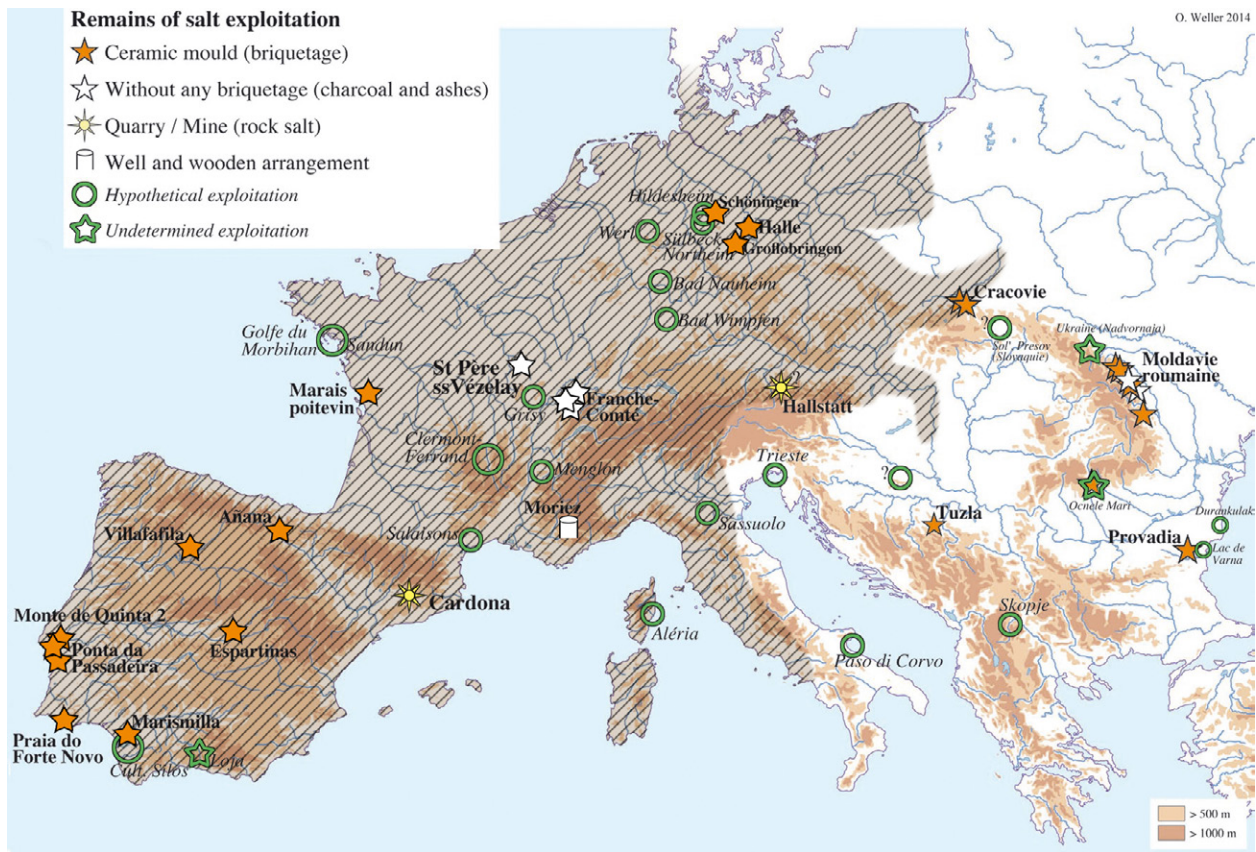 Remains of salt exploitation
Ceramic mould (briquetage)
Without any briquetage (charcoal and ashes)
Quarry / Mine (rock salt)
Well and wooden arrangement
Hypothetical exploitation
Undetermined exploitation
O. Weller 2014
Hildesheim
Schöningen
Werl
Halle
Sülbeck
Northeim
Großobringen
Bad Nauheim
Bad Wimpfen
Cracovie
?
Sol', Presov
(Slovaquie)
Ukraine (Nadvornaja)
Moldavie
roumaine
Golfe du
Morbihan
Sandun
Marais
poitevin
St Père
ssVézelay
Grisy
Franche-
Comté
?
Hallstatt
Clermont-
Ferrand
Menglon
Trieste
?
Moriez
Sassuolo
Tuzla
Ocnele Mari
Durankulak
Provadia
Lac de
Varna
Añana
Villafafila
Salaisons
Cardona
Monte de Quinta 2
Ponta da
Passadeira
Espartinas
Aléria
Paso di Corvo
Skopje
Praia do
Forte Novo
Marismilla
Cult. Silos
Loja
> 500 m
> 1000 m